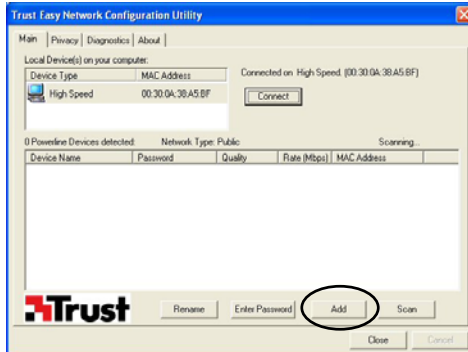 Trust Easy Network Configuration Utility
Main Privacy Diagnostics About
Local Device(s) on your computer:
Device Type MAC Address
High Speed 00:30:0A:38:A5:BF
Connected on High Speed. (00:30:0A:38:A5:BF)
Connect
0 Powerline Devices detected: Network Type: Public Scanning...
Device Name Password Quality Rate (Mbps) MAC Address
Trust
Rename Enter Password Add Scan
Close Cancel